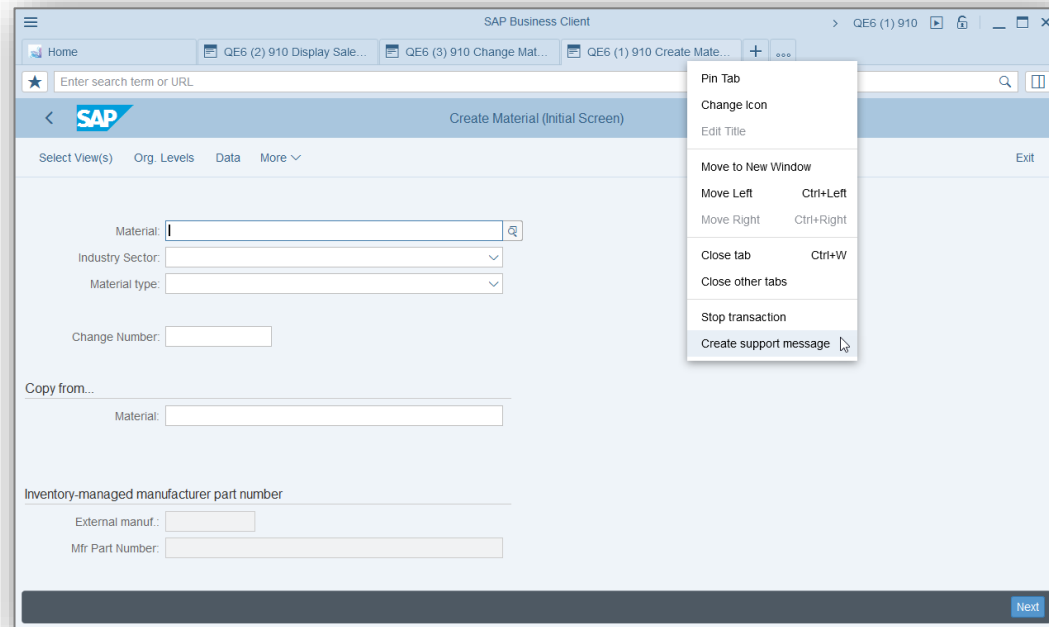 SAP Business Client
QE6 (1) 910
Home
QE6 (2) 910 Display Sale...
QE6 (3) 910 Change Mat...
QE6 (1) 910 Create Mate...
Enter search term or URL
SAP
Create Material (Initial Screen)
Select View(s) Org. Levels Data More
Exit
Pin Tab
Change Icon
Edit Title
Move to New Window
Move Left Ctrl+Left
Move Right Ctrl+Right
Close tab Ctrl+W
Close other tabs
Stop transaction
Create support message
Material:
Industry Sector:
Material type:
Change Number:
Copy from...
Material:
Inventory-managed manufacturer part number
External manuf.:
Mfr Part Number:
Next